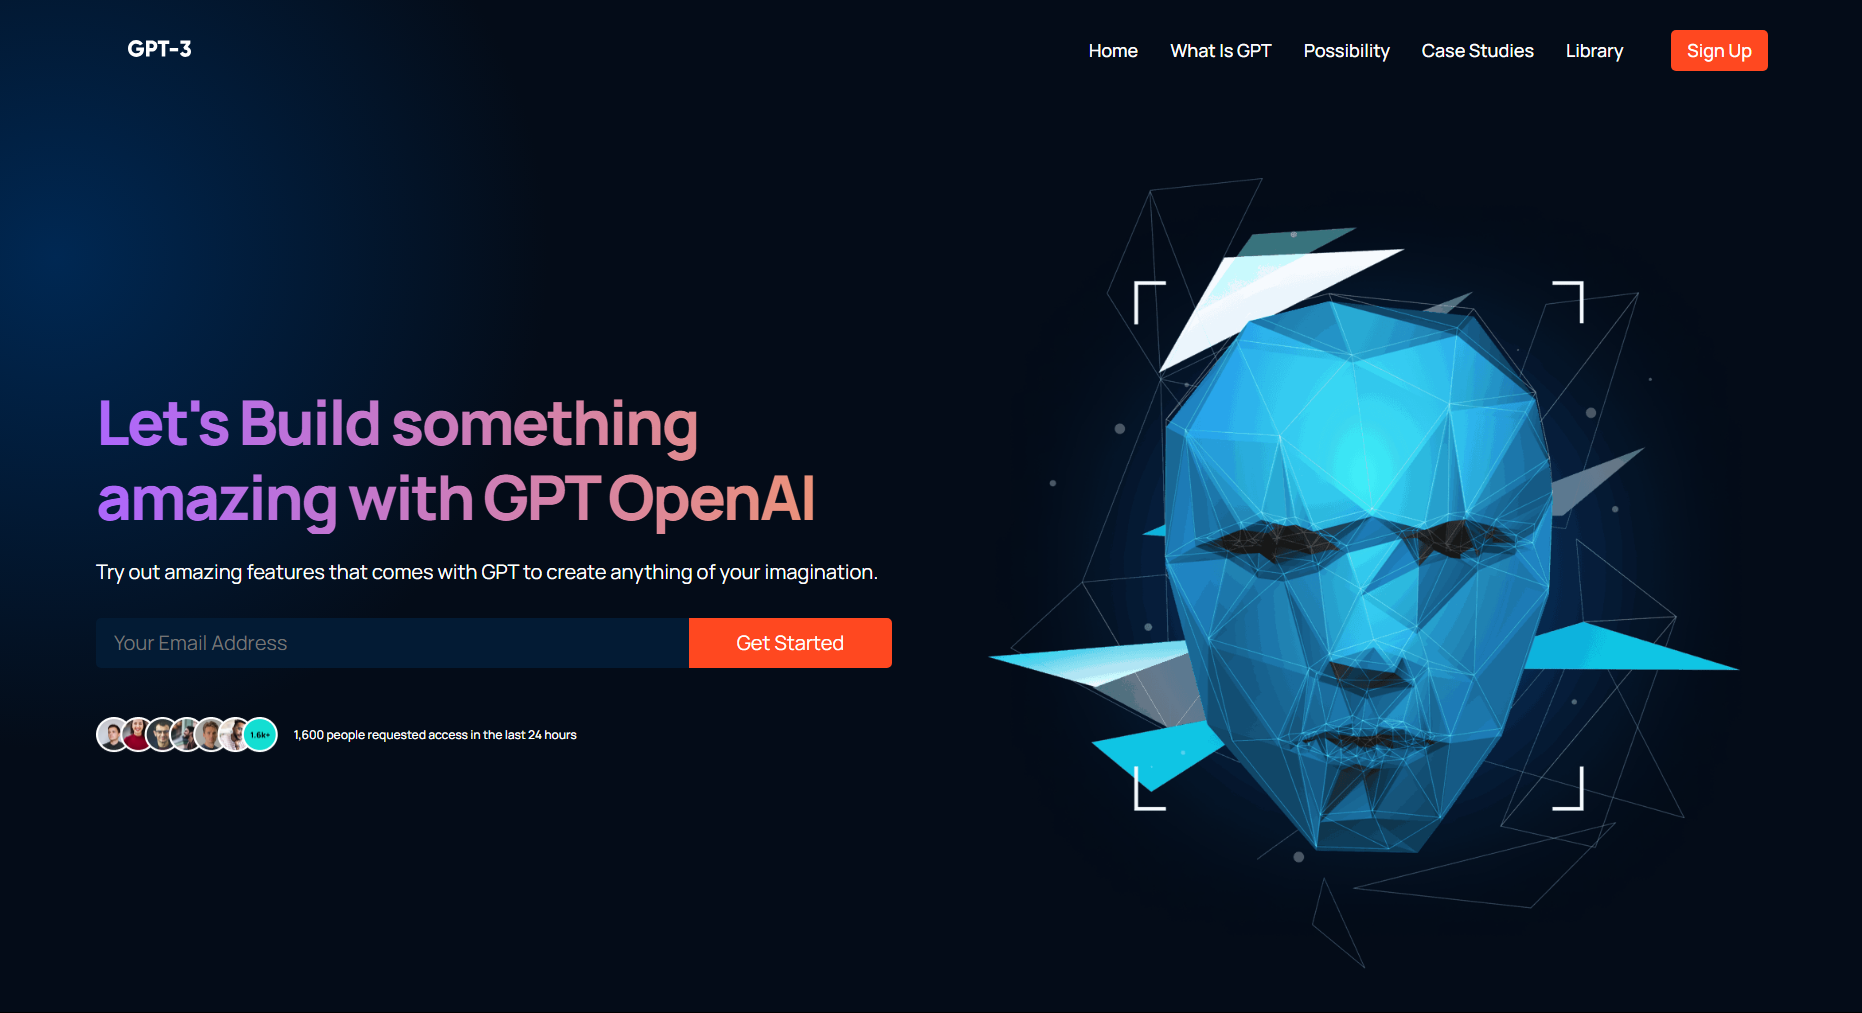 GPT-3
Home What Is GPT Possibility Case Studies Library Sign Up
Let's Build something
amazing with GPT OpenAI
Try out amazing features that comes with GPT to create anything of your imagination.
Your Email Address Get Started
1.6k+ 1,600 people requested access in the last 24 hours